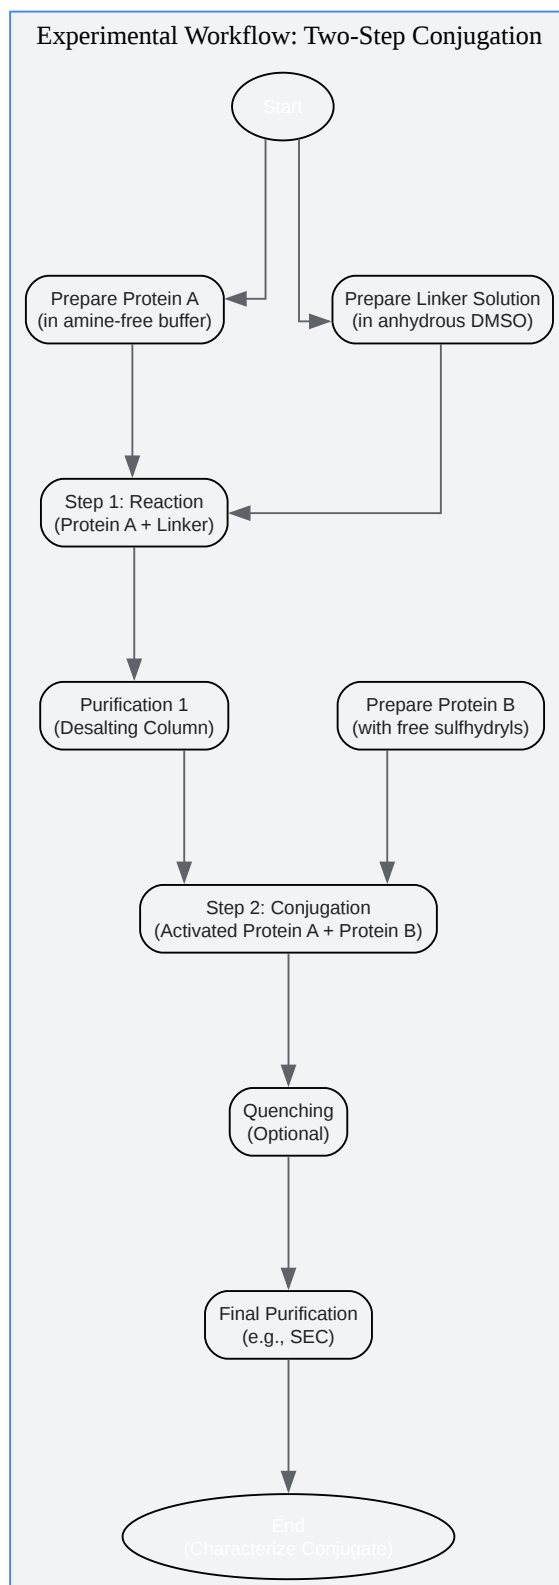 Experimental Workflow: Two-Step Conjugation
Start
Prepare Protein A
(in amine-free buffer)
Prepare Linker Solution
(in anhydrous DMSO)
Step 1: Reaction
(Protein A + Linker)
Purification 1
(Desalting Column)
Prepare Protein B
(with free sulfhydryls)
Step 2: Conjugation
(Activated Protein A + Protein B)
Quenching
(Optional)
Final Purification
(e.g., SEC)
End
(Characterize Conjugate)